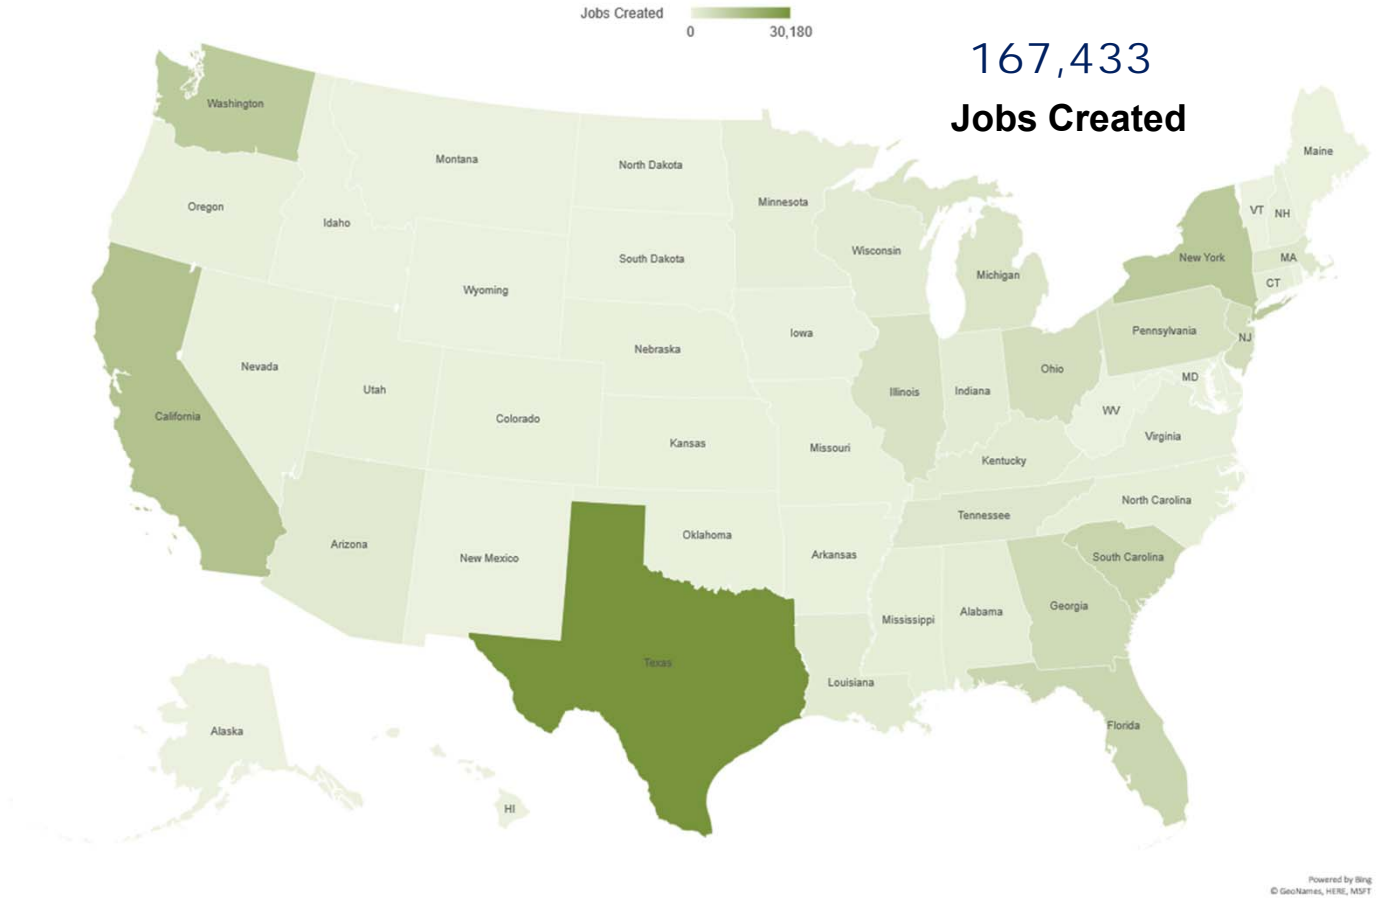 Jobs Created
0 30,180
167,433
Jobs Created
Washington
Montana
North Dakota
Minnesota
Maine
Oregon
Idaho
VT
NH
South Dakota
Wisconsin
Michigan
New York
MA
CT
Wyoming
Iowa
Pennsylvania
NJ
Nebraska
Nevada
Utah
Colorado
Illinois
Indiana
Ohio
MD
WV
California
Kansas
Missouri
Kentucky
Virginia
North Carolina
Tennessee
Arizona
New Mexico
Oklahoma
Arkansas
South Carolina
Mississippi
Alabama
Georgia
Texas
Louisiana
Florida
Alaska
HI
Powered by Bing
© GeoNames, HERE, MSFT